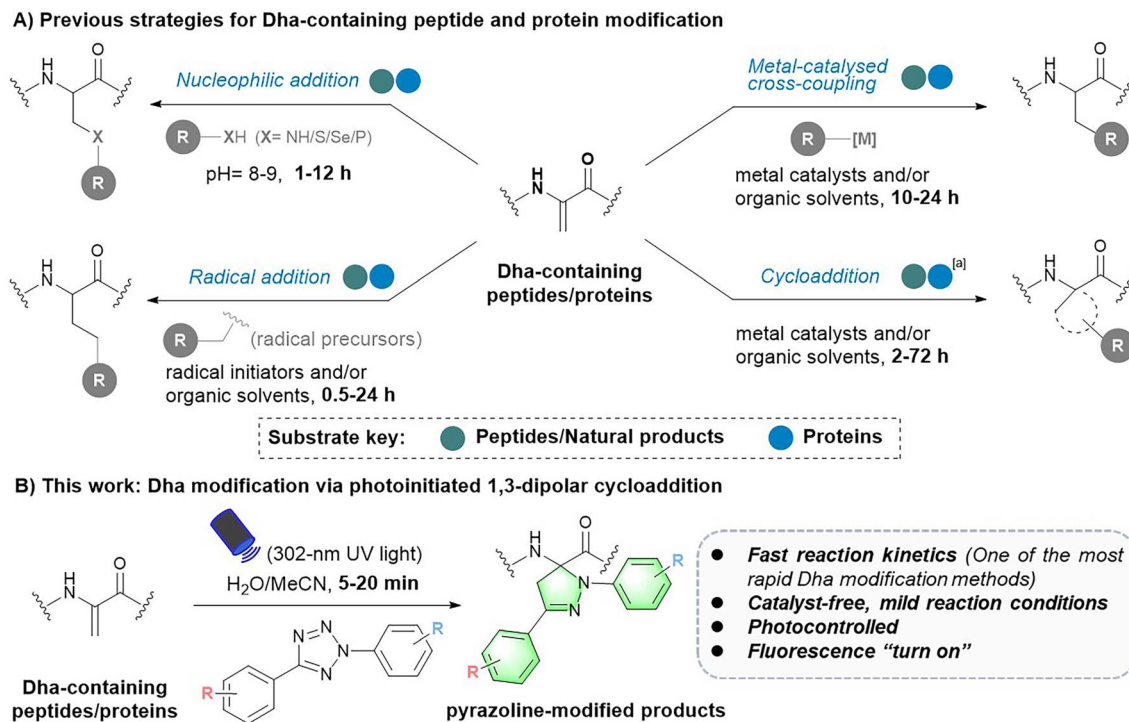 A) Previous strategies for Dha-containing peptide and protein modification
H
N
O
X
R
Nucleophilic addition
R XH (X= NH/S/Se/P)
pH= 8-9, 1-12 h
Metal-catalysed
cross-coupling
R [M]
metal catalysts and/or
organic solvents, 10-24 h
H
N
O
R
H
N
O
Dha-containing
peptides/proteins
H
N
O
R
Radical addition
R (radical precursors)
radical initiators and/or
organic solvents, 0.5-24 h
Cycloaddition [a]
metal catalysts and/or
organic solvents, 2-72 h
H
N
O
R
Substrate key: Peptides/Natural products Proteins
B) This work: Dha modification via photoinitiated 1,3-dipolar cycloaddition
H
N
O
Dha-containing
peptides/proteins
(302-nm UV light)
H2O/MeCN, 5-20 min
N N
N N
R
R
NH
O
N
N
R
R
pyrazoline-modified products
● Fast reaction kinetics (One of the most
rapid Dha modification methods)
● Catalyst-free, mild reaction conditions
● Photocontrolled
● Fluorescence “turn on”